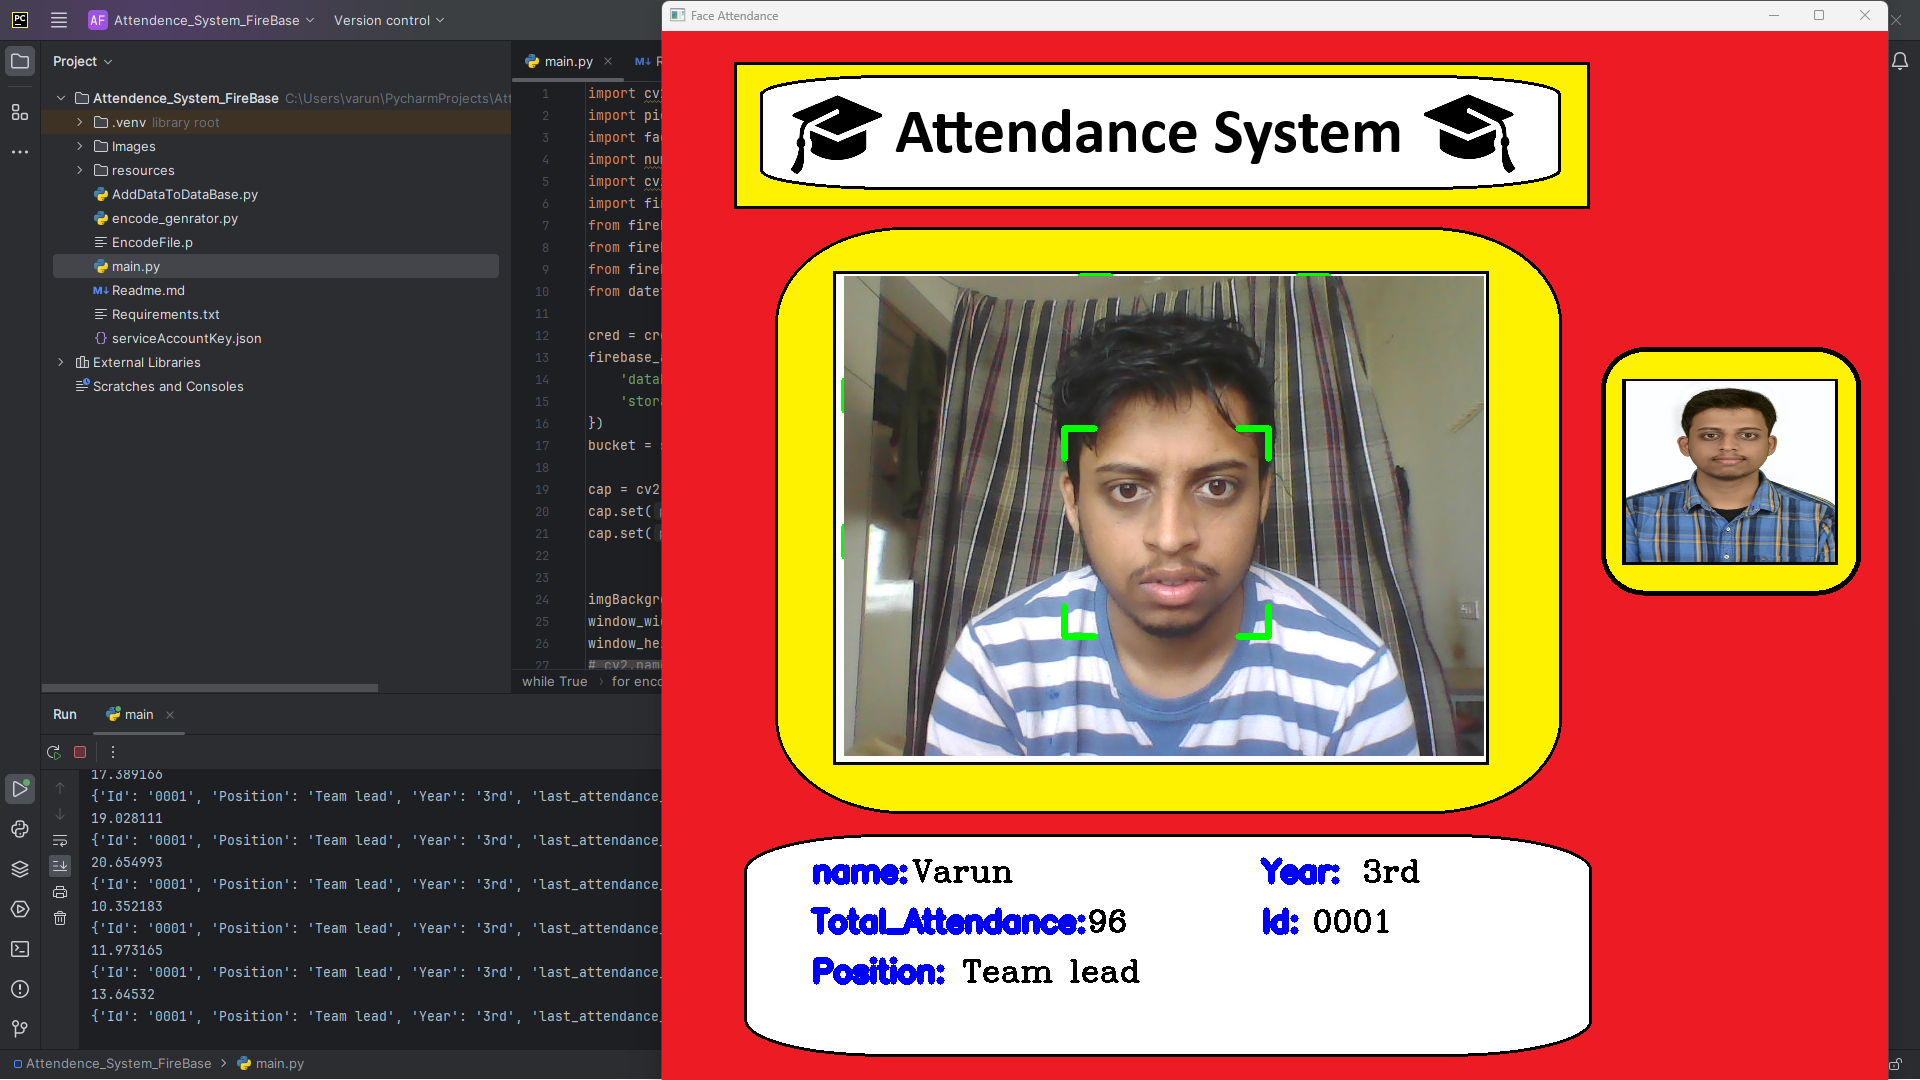 PC
AF Attendence_System_FireBase
Version control
Face Attendance
Project
main.py
Attendence_System_FireBase C:\Users\varun\PycharmProjects\Att
.venv library root
Images
resources
AddDataToDataBase.py
encode_genrator.py
EncodeFile.p
main.py
Readme.md
Requirements.txt
serviceAccountKey.json
External Libraries
Scratches and Consoles
1 import cv
2 import pi
3 import fa
4 import nu
5 import cv
6 import fi
7 from fire
8 from fire
9 from fire
10 from date
11
12 cred = cr
13 firebase_
14 'data
15 'stor
16 })
17 bucket =
18
19 cap = cv2
20 cap.set(
21 cap.set(
22
23
24 imgBackgr
25 window_wi
26 window_he
27 # cv2.name
while True > for enco
Attendance System
name:Varun
Year: 3rd
Total_Attendance:96
Id: 0001
Position: Team lead
Run
main
17.389166
{'Id': '0001', 'Position': 'Team lead', 'Year': '3rd', 'last_attendance_
19.028111
{'Id': '0001', 'Position': 'Team lead', 'Year': '3rd', 'last_attendance_
20.654993
{'Id': '0001', 'Position': 'Team lead', 'Year': '3rd', 'last_attendance_
10.352183
{'Id': '0001', 'Position': 'Team lead', 'Year': '3rd', 'last_attendance_
11.973165
{'Id': '0001', 'Position': 'Team lead', 'Year': '3rd', 'last_attendance_
13.64532
{'Id': '0001', 'Position': 'Team lead', 'Year': '3rd', 'last_attendance_
Attendence_System_FireBase > main.py